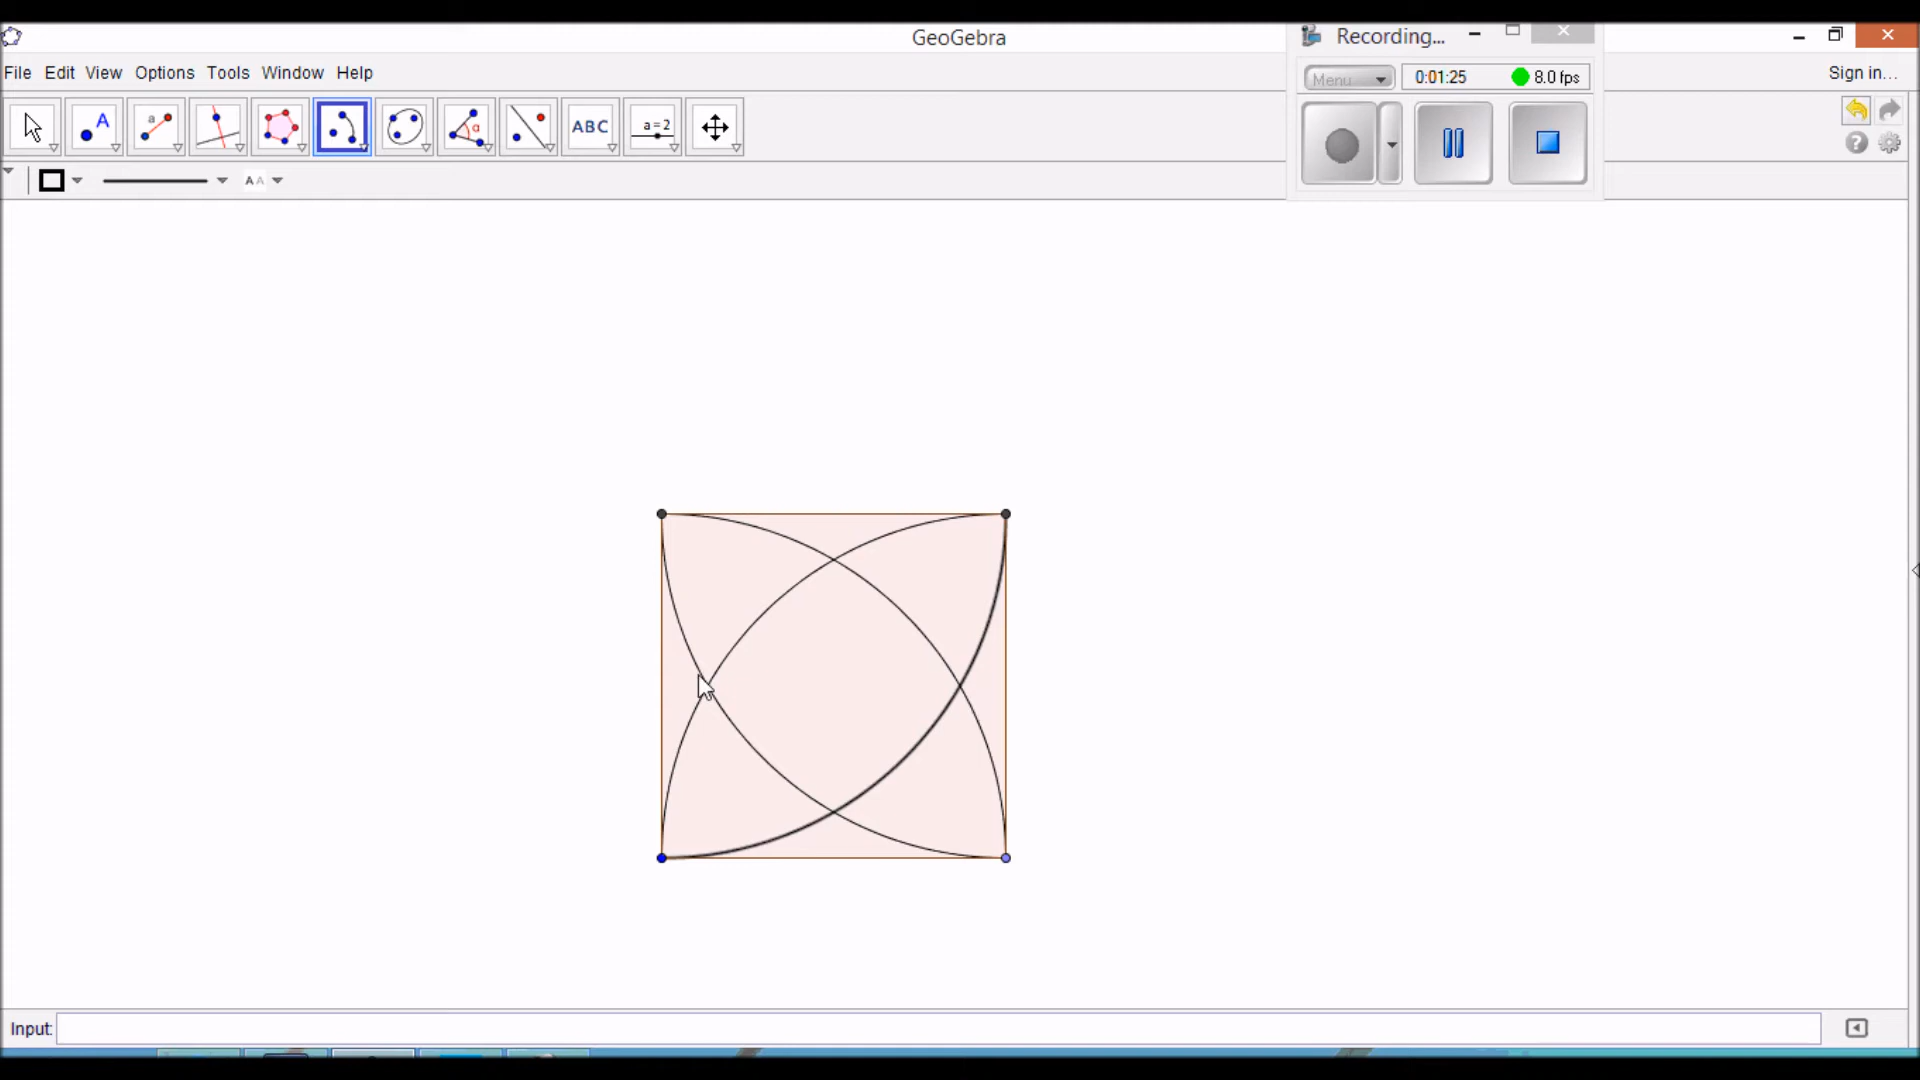 GeoGebra
Recording...
File Edit View Options Tools Window Help
Menu 0:01:25 8.0 fps
Sign in...
A a α ABC a=2
AA
Input: